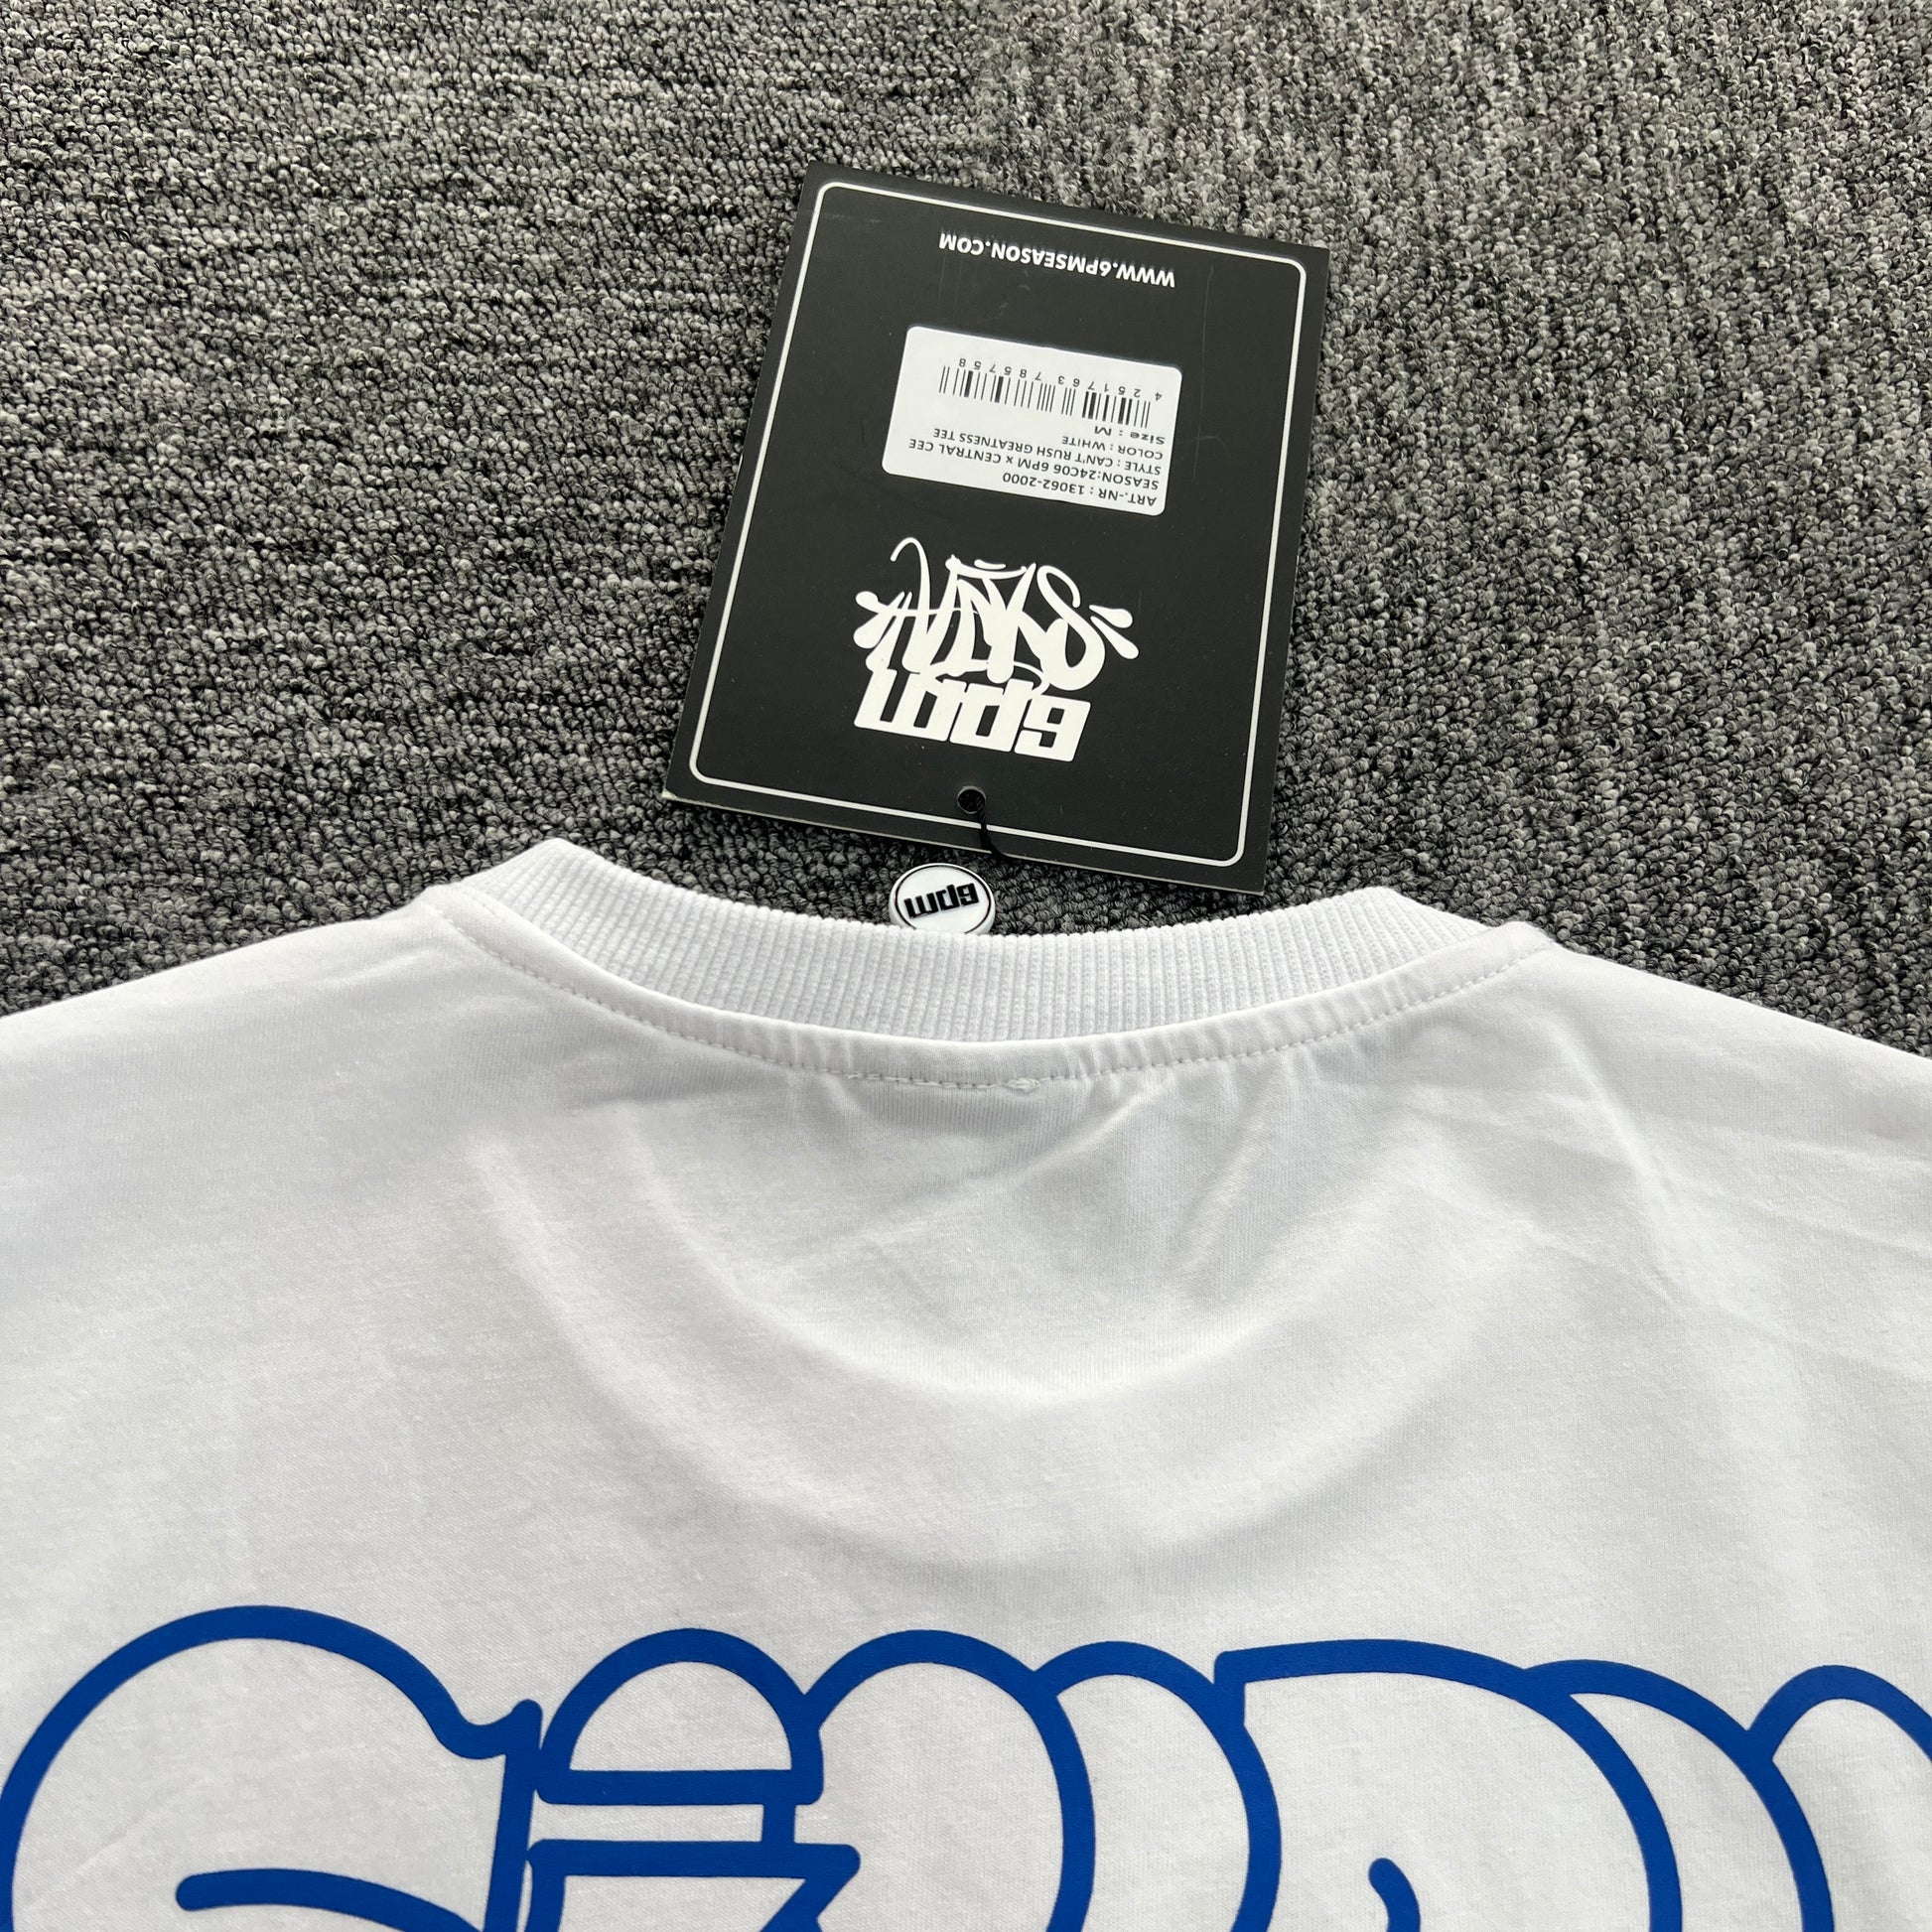 6pm
ART.-NR : 13062-2000
SEASON:24C06 6PM x CENTRAL CEE
STYLE : CAN'T RUSH GREATNESS TEE
COLOR : WHITE
Size : M
4 251763 785758
WWW.6PMSEASON.COM
6pm